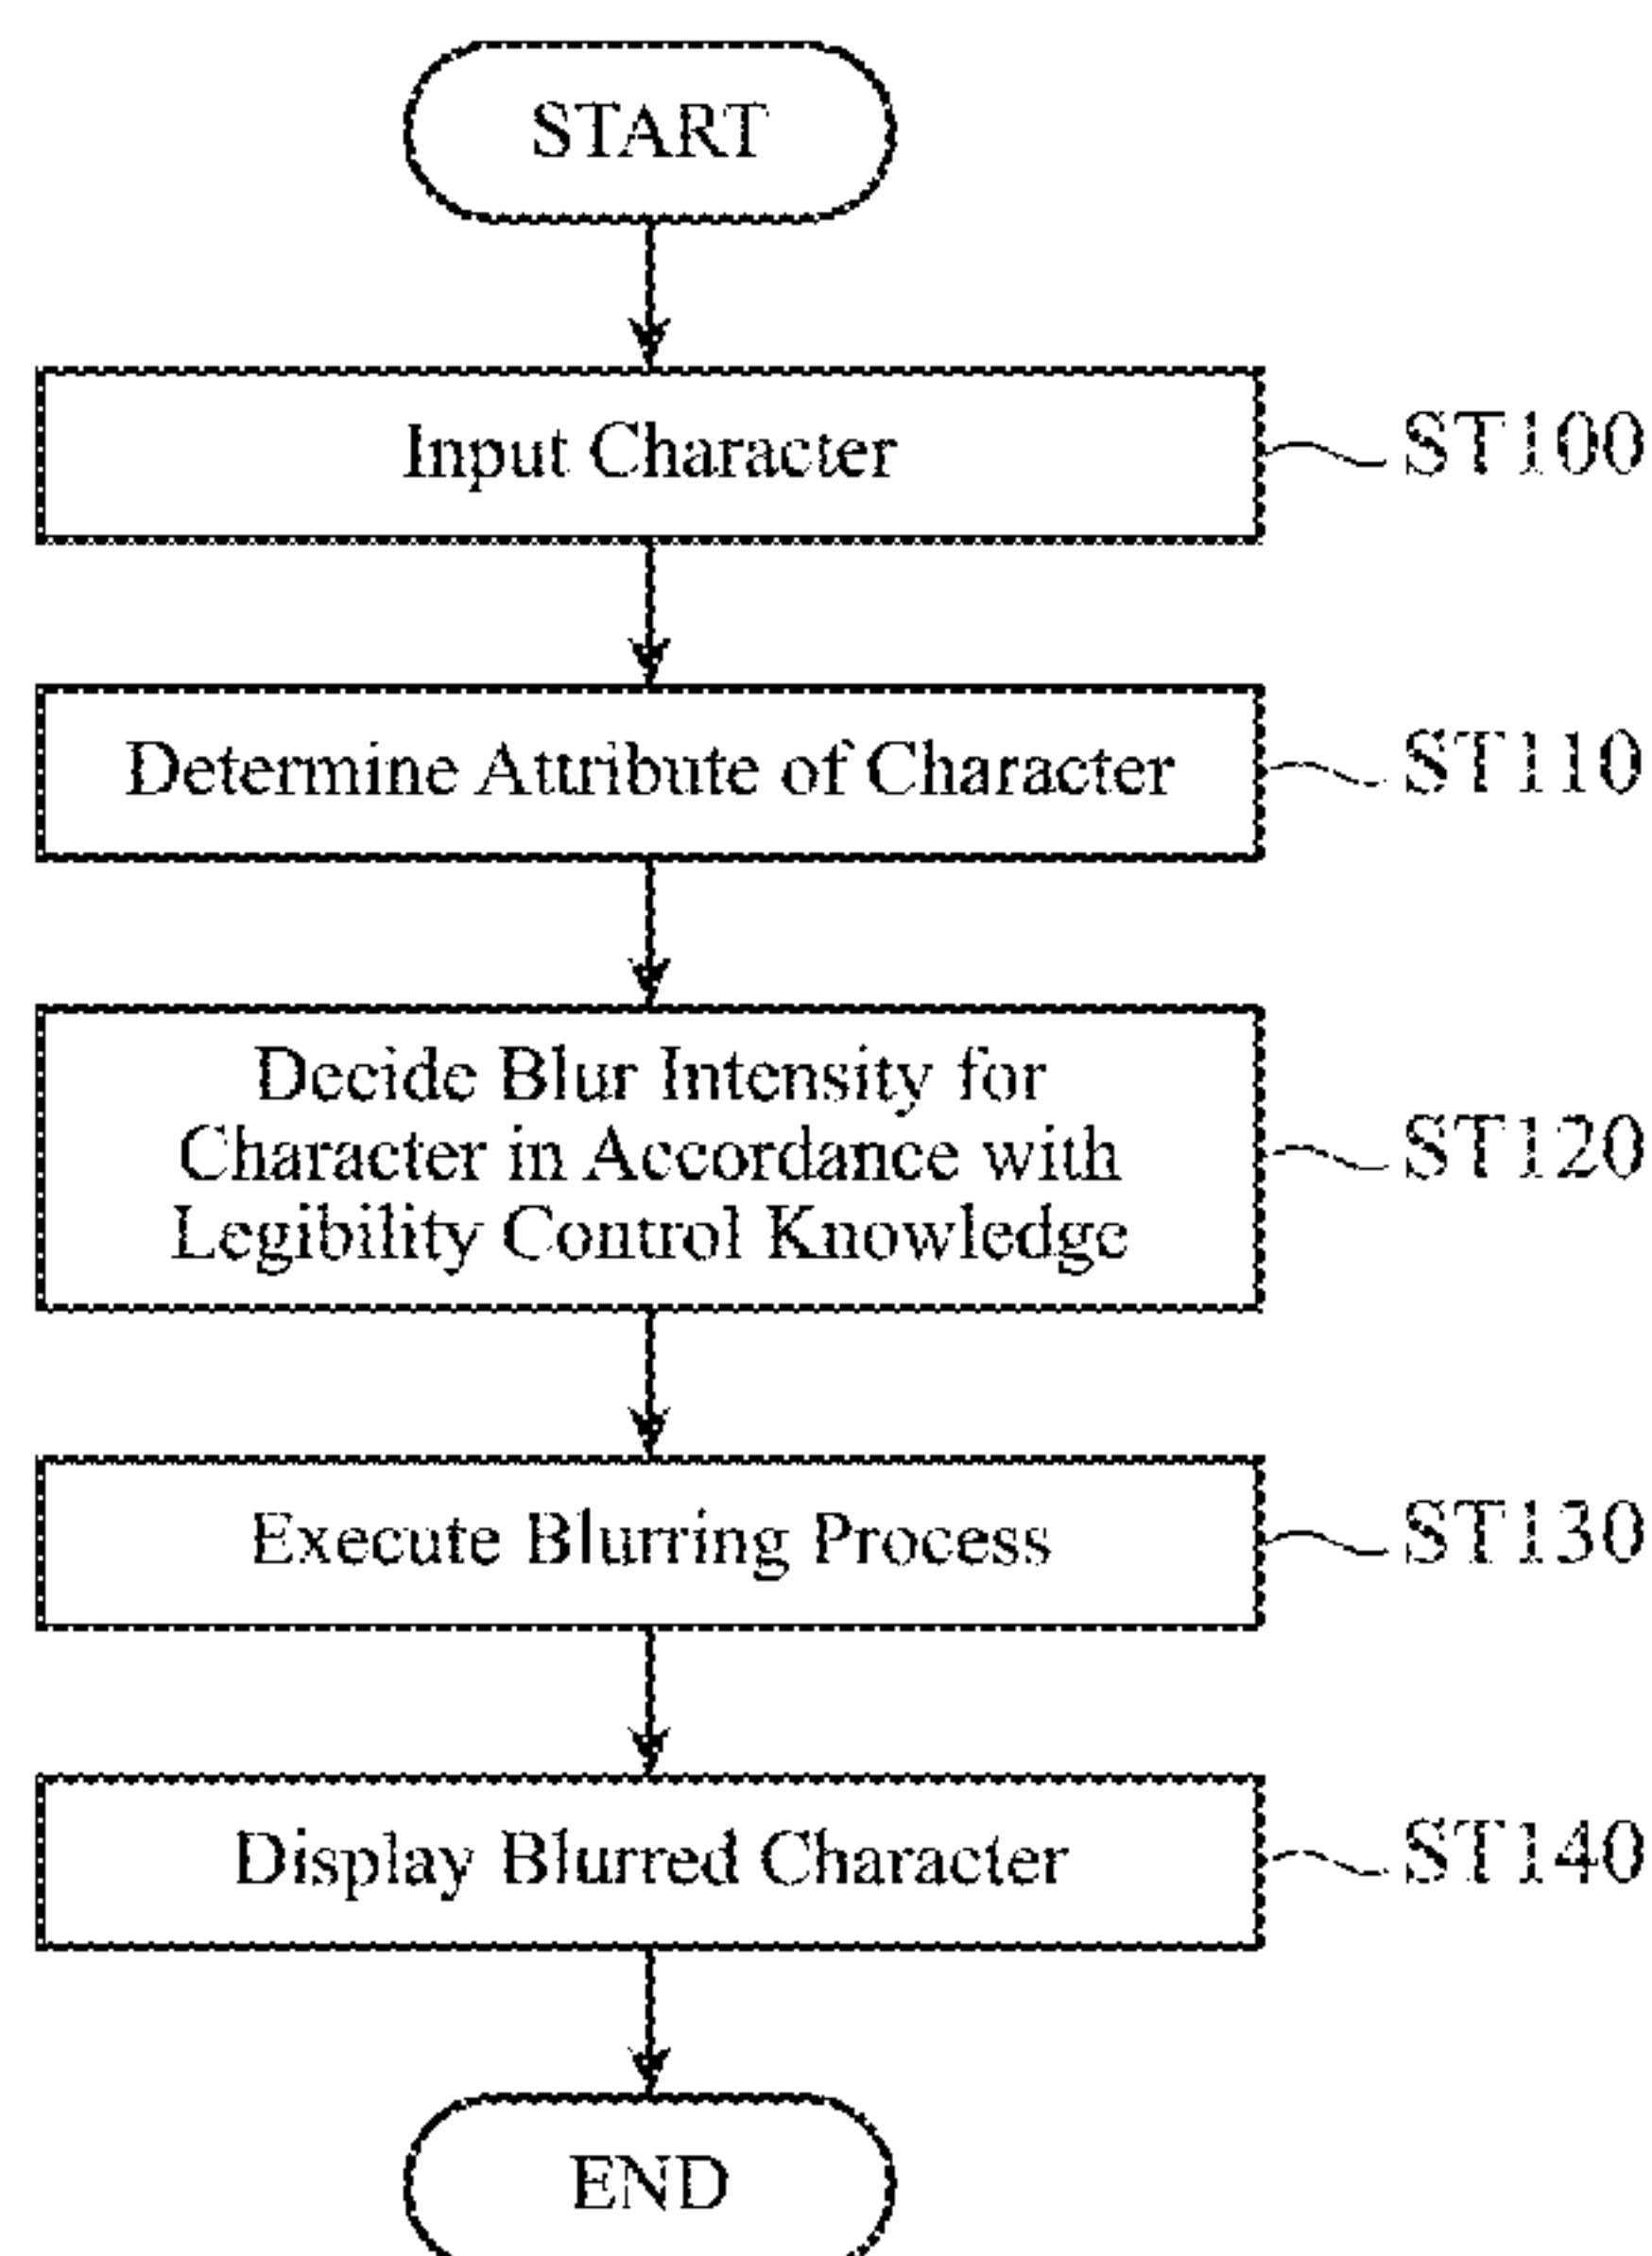 START
Input Character
ST100
Determine Attribute of Character
ST110
Decide Blur Intensity for
Character in Accordance with
Legibility Control Knowledge
ST120
Execute Blurring Process
ST130
Display Blurred Character
ST140
END